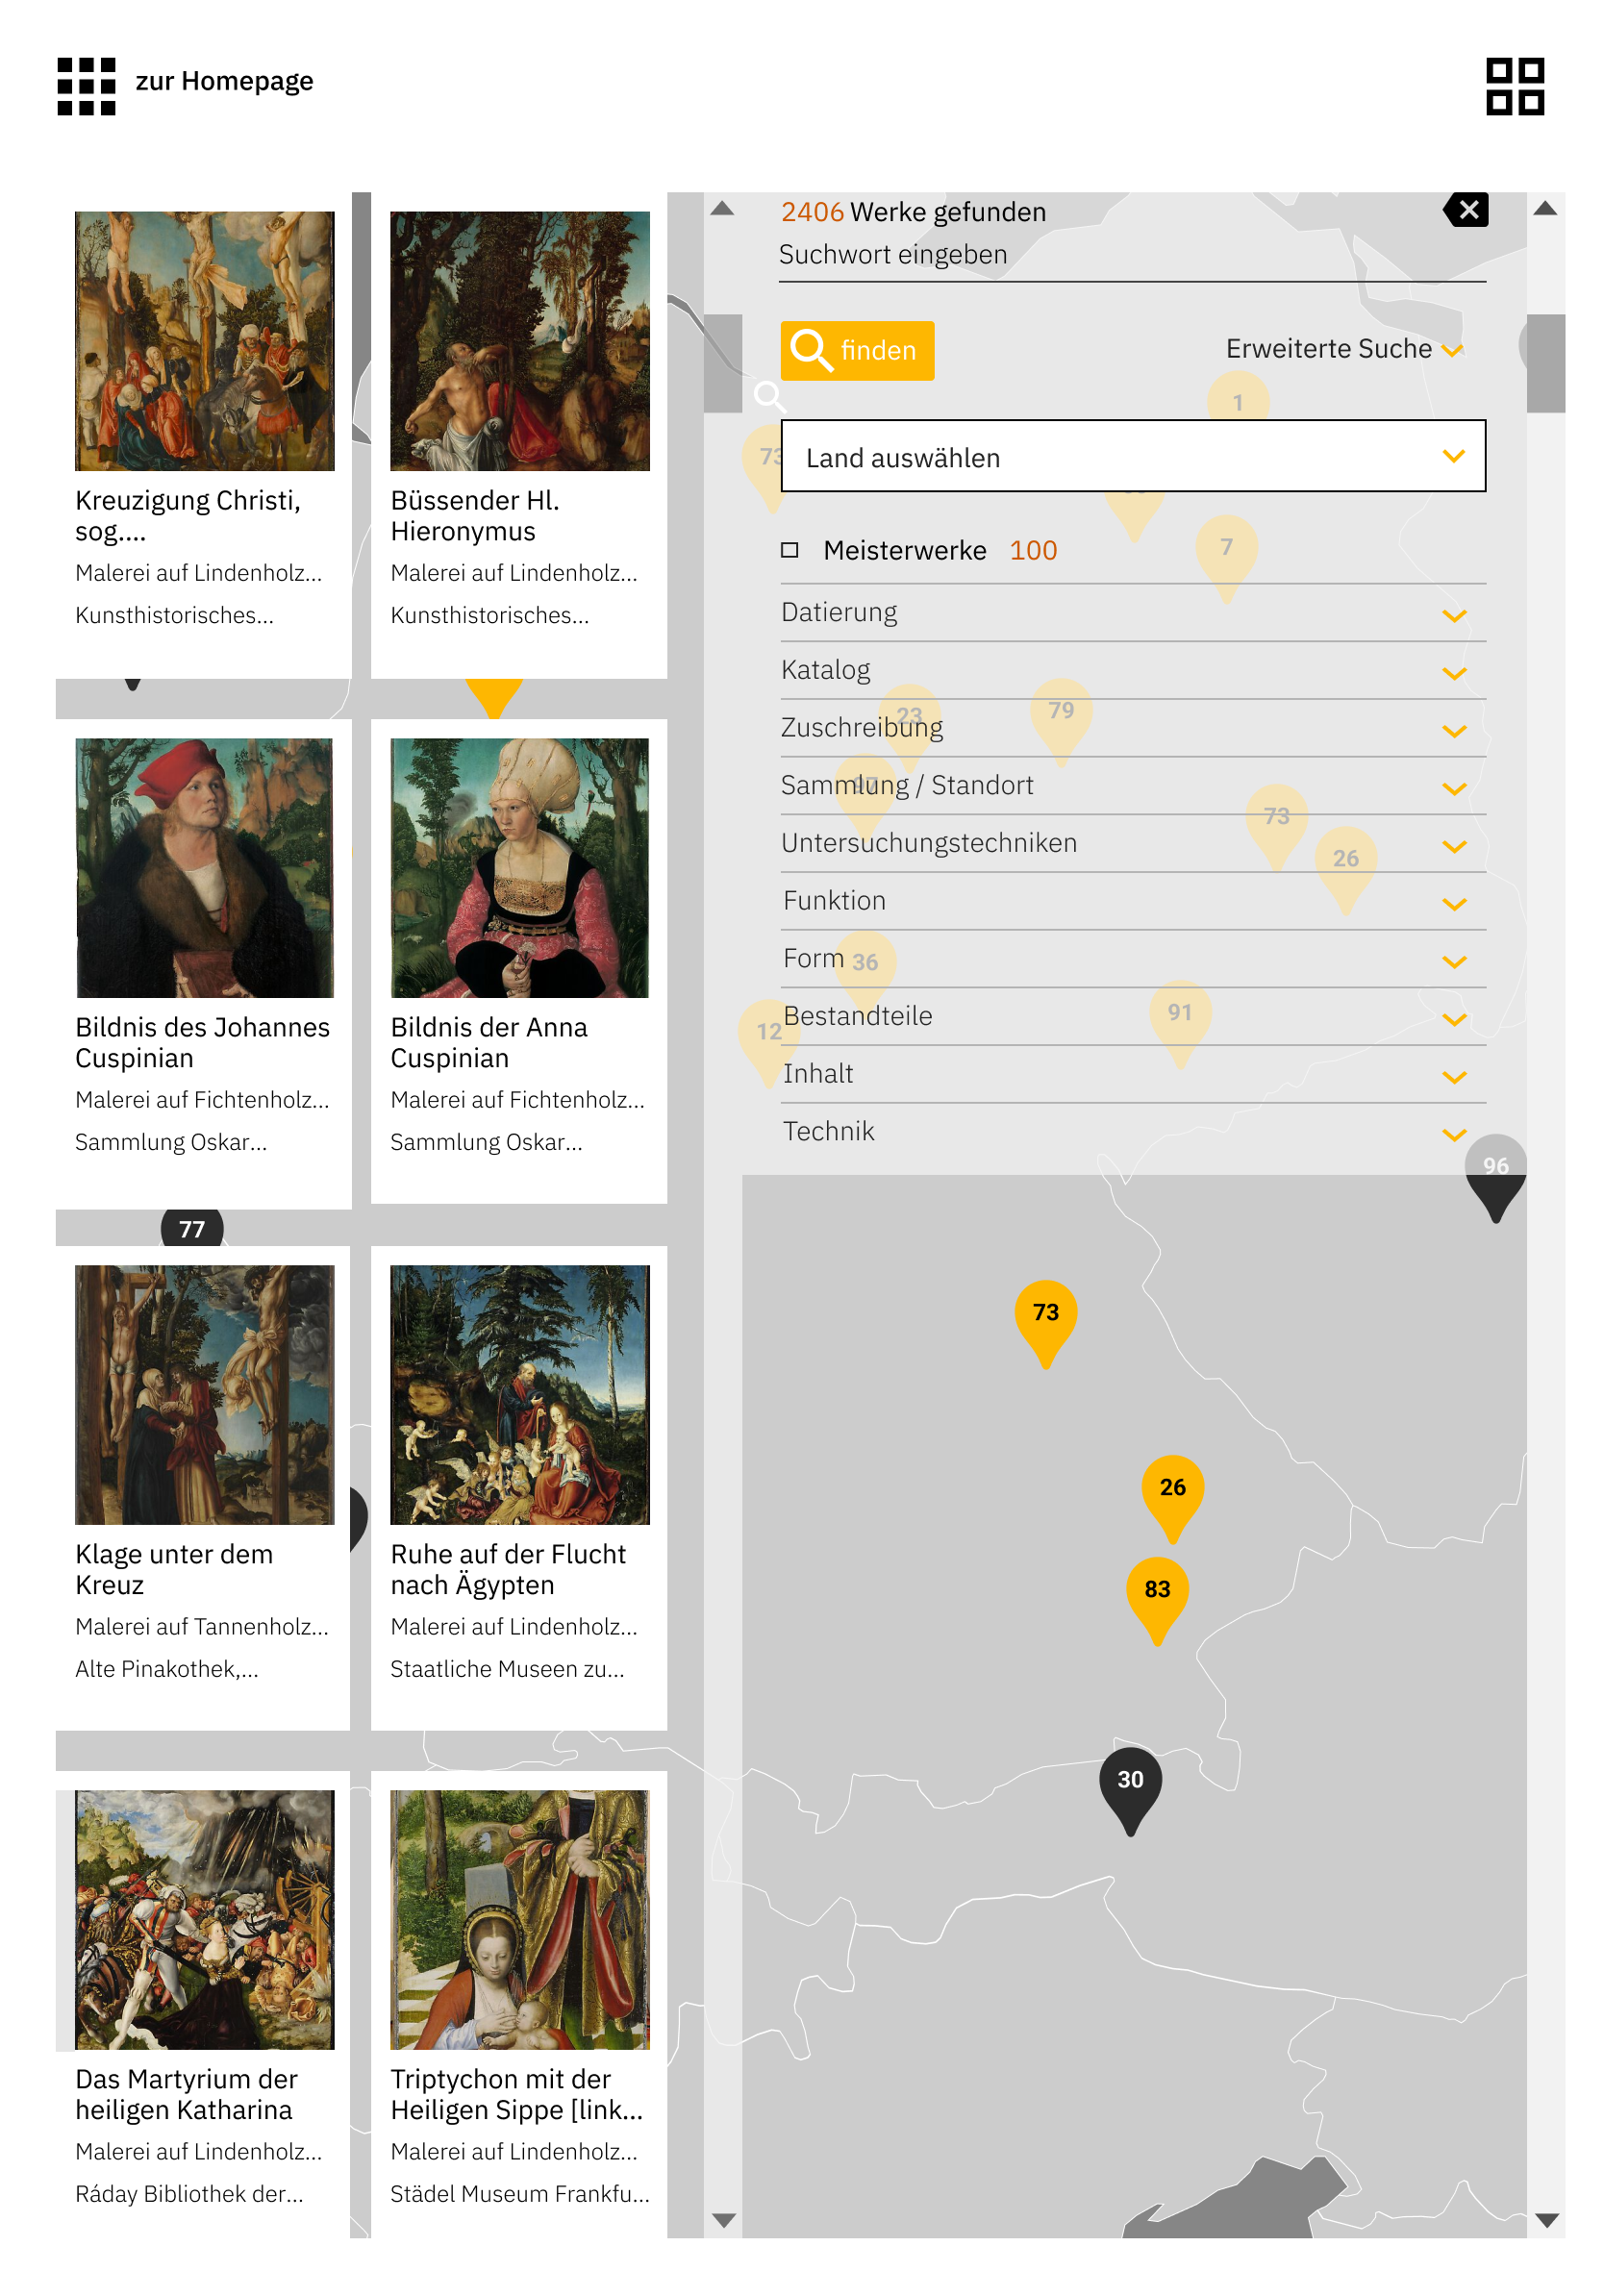 zur Homepage
Kreuzigung Christi,
sog....
Malerei auf Lindenholz...
Kunsthistorisches...
Büssender Hl.
Hieronymus
Malerei auf Lindenholz...
Kunsthistorisches...
Bildnis des Johannes
Cuspinian
Malerei auf Fichtenholz...
Sammlung Oskar...
Bildnis der Anna
Cuspinian
Malerei auf Fichtenholz...
Sammlung Oskar...
77
Klage unter dem
Kreuz
Malerei auf Tannenholz...
Alte Pinakothek,...
Ruhe auf der Flucht
nach Ägypten
Malerei auf Lindenholz...
Staatliche Museen zu...
Das Martyrium der
heiligen Katharina
Malerei auf Lindenholz...
Ráday Bibliothek der...
Triptychon mit der
Heiligen Sippe [link...
Malerei auf Lindenholz...
Städel Museum Frankfu...
2406 Werke gefunden
Suchwort eingeben
finden
Erweiterte Suche
1
73
Land auswählen
Meisterwerke 100
7
Datierung
Katalog
23
79
Zuschreibung
97
Sammlung / Standort
73
Untersuchungstechniken
26
Funktion
Form
36
Bestandteile
12
91
Inhalt
Technik
96
73
26
83
30